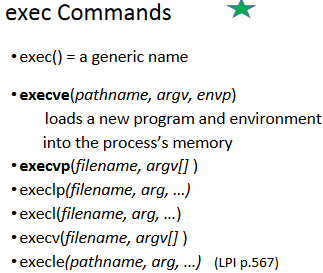 exec Commands
• exec() = a generic name
• execve(pathname, argv, envp)
loads a new program and environment
into the process's memory
• execvp(filename, argv[] )
• execlp(filename, arg, ...)
• execl(filename, arg, ...)
• execv(filename, argv[] )
• execle(pathname, arg, ...) (LPI p.567)